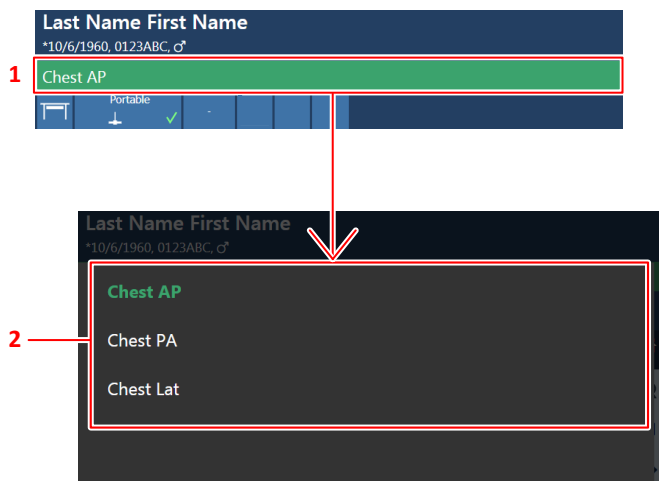 Last Name First Name
*10/6/1960, 0123ABC, ♂
1
Chest AP
Portable
-
Last Name First Name
*10/6/1960, 0123ABC, ♂
Chest AP
2
Chest PA
Chest Lat